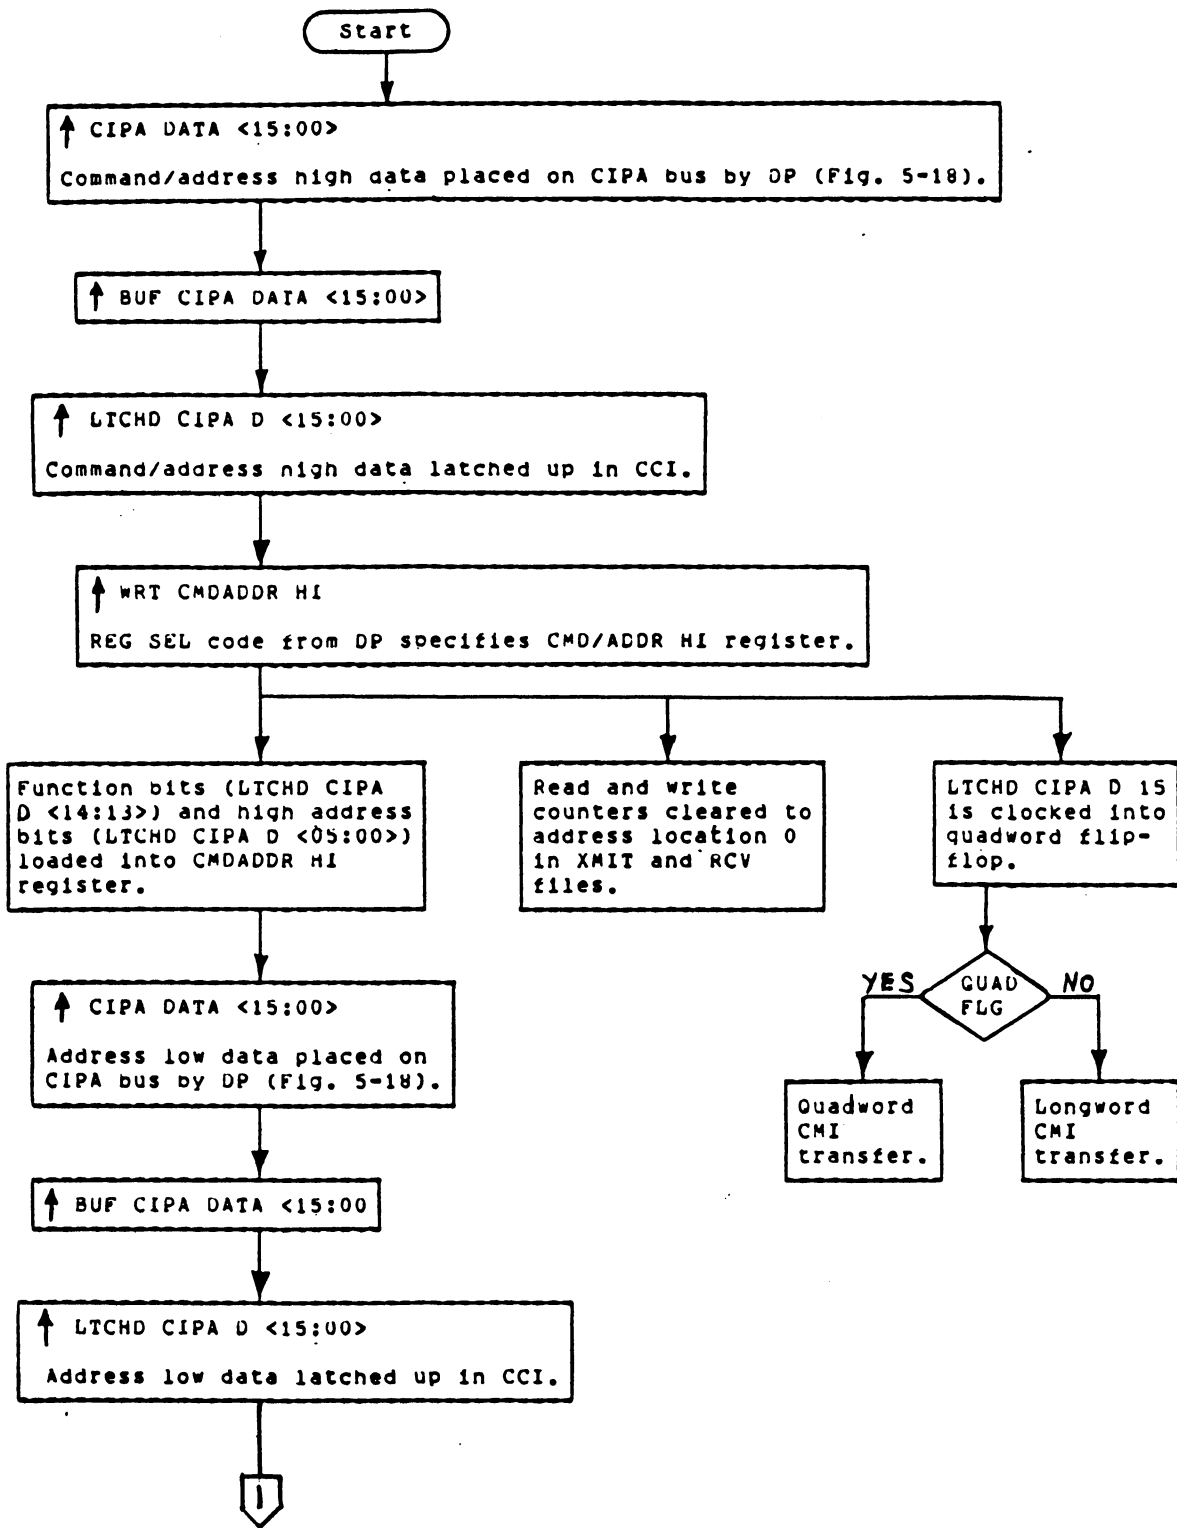 Start
↑ CIPA DATA <15:00>
Command/address high data placed on CIPA bus by DP (Fig. 5-18).
↑ BUF CIPA DATA <15:00>
↑ LTCHD CIPA D <15:00>
Command/address high data latched up in CCI.
↑ WRT CMDADDR HI
REG SEL code from DP specifies CMD/ADDR HI register.
Function bits (LTCHD CIPA
D <14:13>) and high address
bits (LTCHD CIPA D <05:00>)
loaded into CMDADDR HI
register.
Read and write
counters cleared to
address location 0
in XMIT and RCV
files.
LTCHD CIPA D 15
is clocked into
quadword flip-
flop.
YES
QUAD
FLG
NO
Quadword
CMI
transfer.
Longword
CMI
transfer.
↑ CIPA DATA <15:00>
Address low data placed on
CIPA bus by DP (Fig. 5-18).
↑ BUF CIPA DATA <15:00
↑ LTCHD CIPA D <15:00>
Address low data latched up in CCI.
1